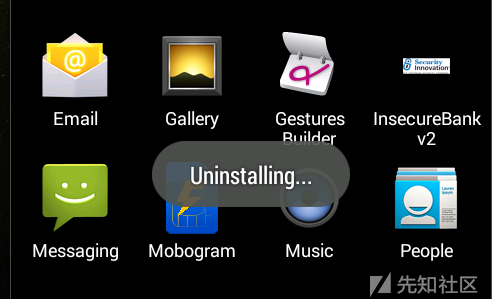 Security
Innovation
Email
Gallery
Gestures
Builder
InsecureBank
v2
Uninstalling...
Messaging
Mobogram
Music
People
先知社区